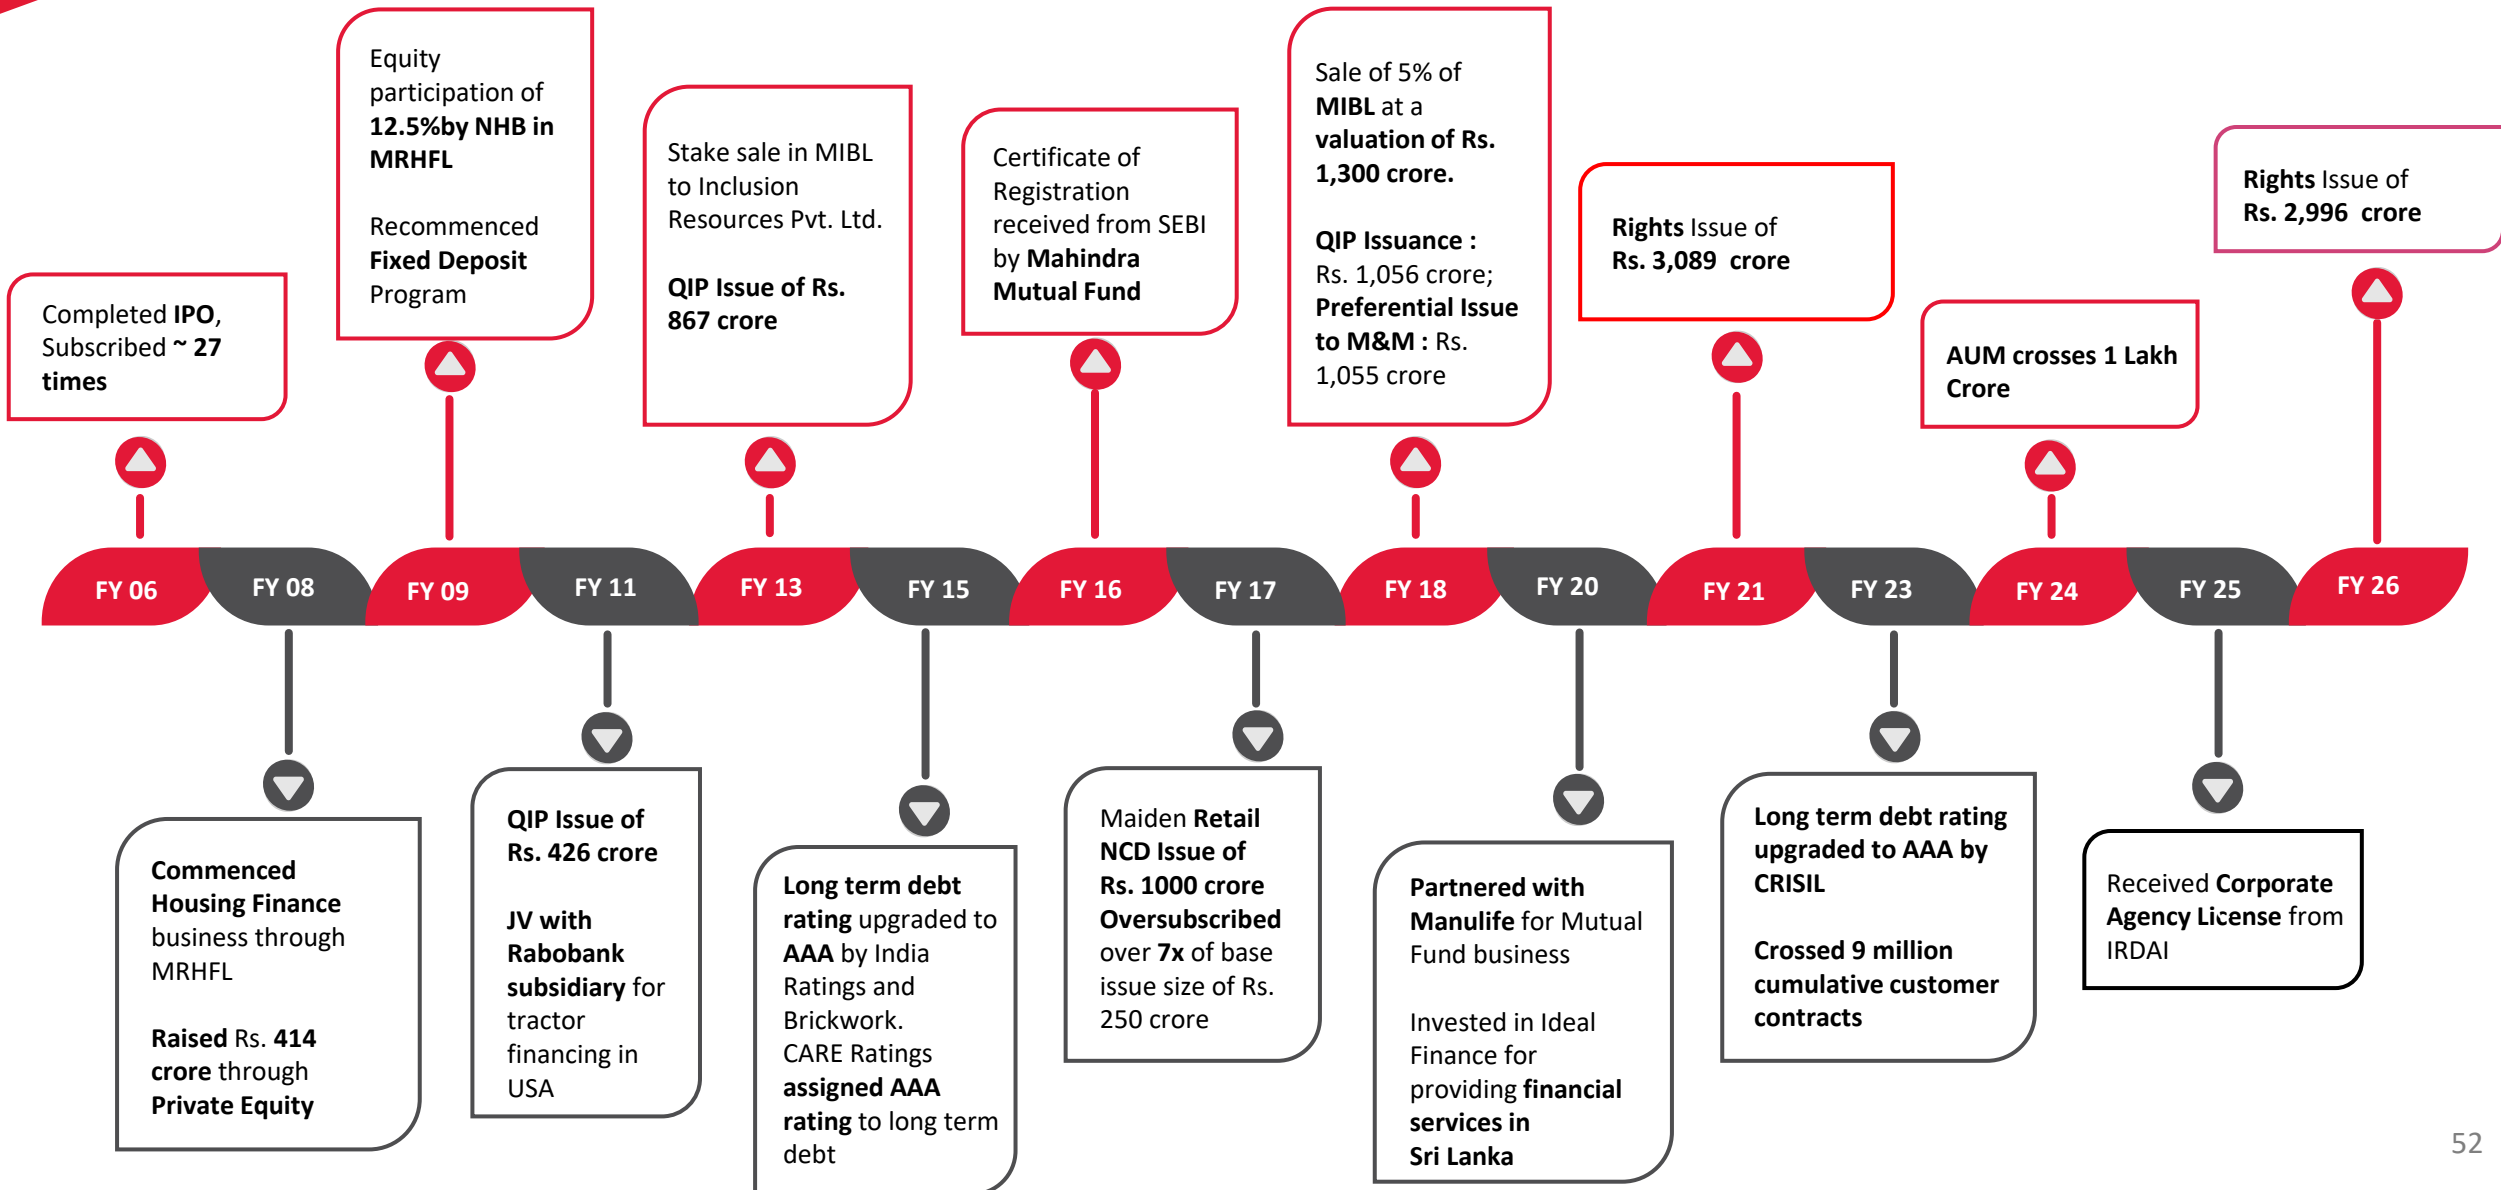 Completed IPO,
Subscribed ~ 27
times
Equity
participation of
12.5%by NHB in
MRHFL
Recommenced
Fixed Deposit
Program
Stake sale in MIBL
to Inclusion
Resources Pvt. Ltd.
QIP Issue of Rs.
867 crore
Certificate of
Registration
received from SEBI
by Mahindra
Mutual Fund
Sale of 5% of
MIBL at a
valuation of Rs.
1,300 crore.
QIP Issuance :
Rs. 1,056 crore;
Preferential Issue
to M&M : Rs.
1,055 crore
Rights Issue of
Rs. 3,089 crore
AUM crosses 1 Lakh
Crore
Rights Issue of
Rs. 2,996 crore
FY 06
FY 08
FY 09
FY 11
FY 13
FY 15
FY 16
FY 17
FY 18
FY 20
FY 21
FY 23
FY 24
FY 25
FY 26
Commenced
Housing Finance
business through
MRHFL
Raised Rs. 414
crore through
Private Equity
QIP Issue of
Rs. 426 crore
JV with
Rabobank
subsidiary for
tractor
financing in
USA
Long term debt
rating upgraded to
AAA by India
Ratings and
Brickwork.
CARE Ratings
assigned AAA
rating to long term
debt
Maiden Retail
NCD Issue of
Rs. 1000 crore
Oversubscribed
over 7x of base
issue size of Rs.
250 crore
Partnered with
Manulife for Mutual
Fund business
Invested in Ideal
Finance for
providing financial
services in
Sri Lanka
Long term debt rating
upgraded to AAA by
CRISIL
Crossed 9 million
cumulative customer
contracts
Received Corporate
Agency License from
IRDAI
52